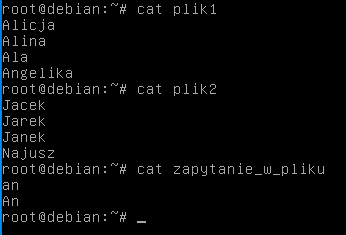 root@debian:~# cat plik1
Alicja
Alina
Ala
Angelika
root@debian:~# cat plik2
Jacek
Jarek
Janek
Najusz
root@debian:~# cat zapytanie_w_pliku
an
An
root@debian:~# _